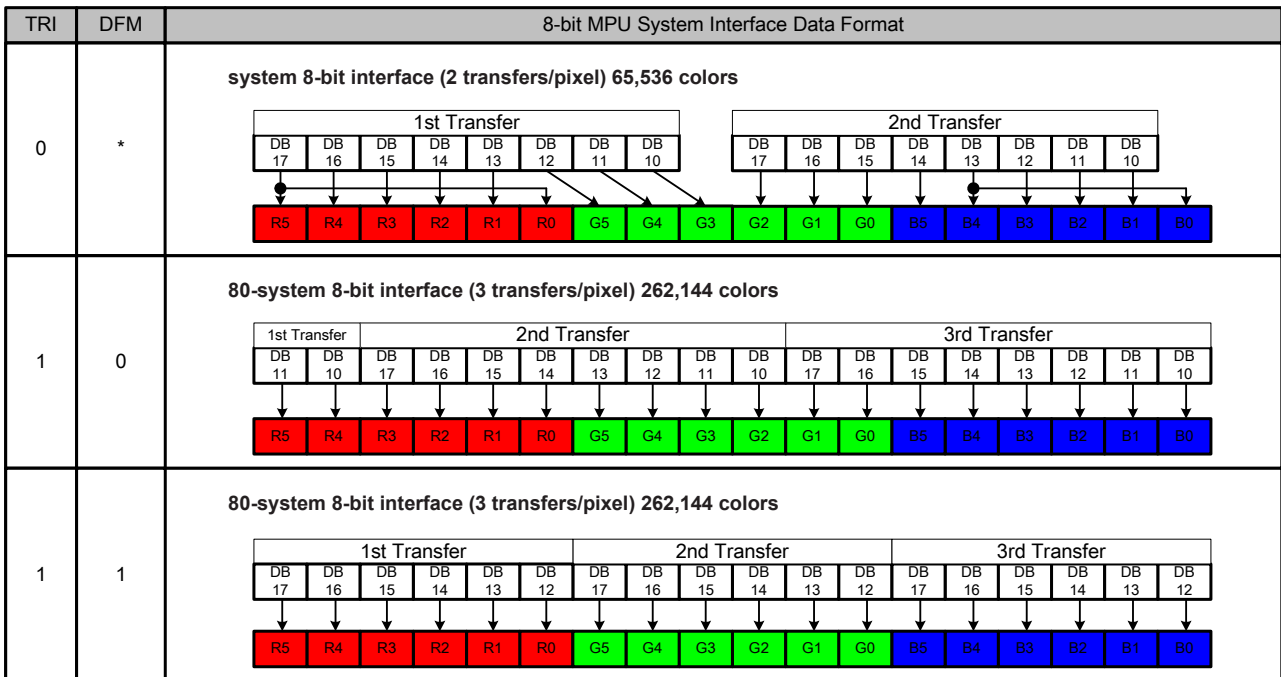 TRI DFM 8-bit MPU System Interface Data Format
0 *
system 8-bit interface (2 transfers/pixel) 65,536 colors
1st Transfer 2nd Transfer
DB DB DB DB DB DB DB DB DB DB DB DB DB DB DB DB
17 16 15 14 13 12 11 10 17 16 15 14 13 12 11 10
R5 R4 R3 R2 R1 R0 G5 G4 G3 G2 G1 G0 B5 B4 B3 B2 B1 B0
1 0
80-system 8-bit interface (3 transfers/pixel) 262,144 colors
1st Transfer 2nd Transfer 3rd Transfer
DB DB DB DB DB DB DB DB DB DB DB DB DB DB DB DB DB DB
11 10 17 16 15 14 13 12 11 10 17 16 15 14 13 12 11 10
R5 R4 R3 R2 R1 R0 G5 G4 G3 G2 G1 G0 B5 B4 B3 B2 B1 B0
1 1
80-system 8-bit interface (3 transfers/pixel) 262,144 colors
1st Transfer 2nd Transfer 3rd Transfer
DB DB DB DB DB DB DB DB DB DB DB DB DB DB DB DB DB DB
17 16 15 14 13 12 17 16 15 14 13 12 17 16 15 14 13 12
R5 R4 R3 R2 R1 R0 G5 G4 G3 G2 G1 G0 B5 B4 B3 B2 B1 B0